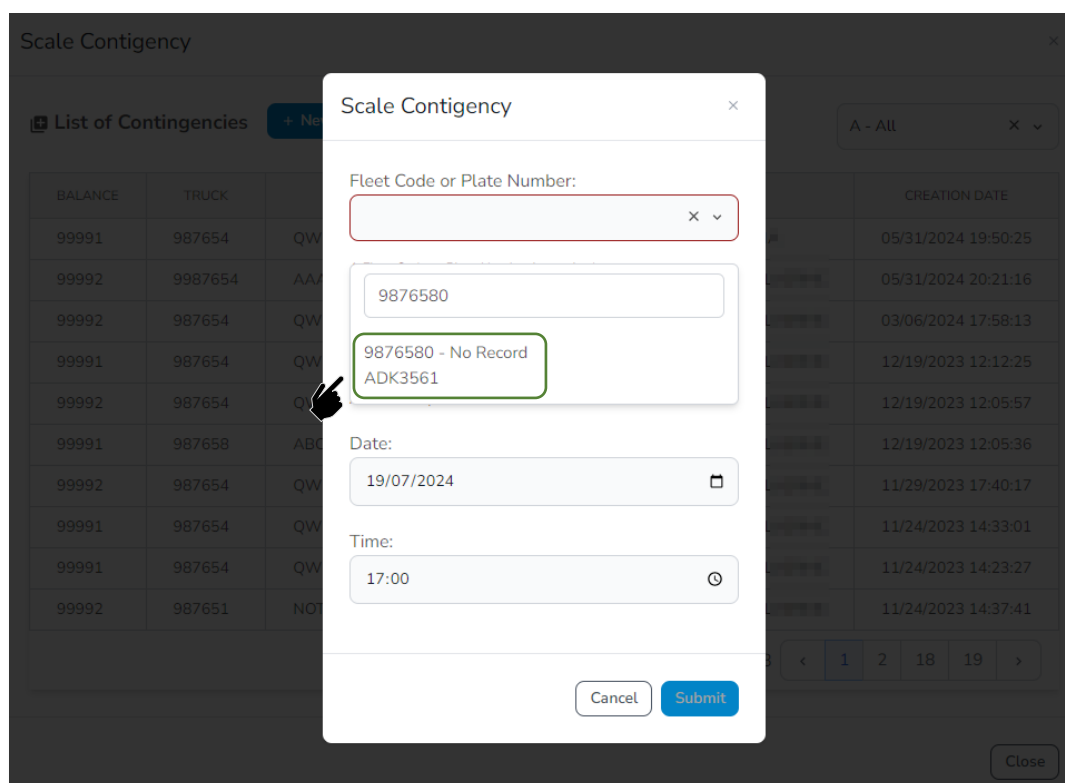 Scale Contigency
List of Contingencies
+ Ne
A - All
BALANCE TRUCK CREATION DATE
99991 987654 QW 05/31/2024 19:50:25
99992 9987654 AAA 05/31/2024 20:21:16
99992 987654 QW 03/06/2024 17:58:13
99991 987654 QW 12/19/2023 12:12:25
99992 987654 12/19/2023 12:05:57
99991 987658 ABC 12/19/2023 12:05:36
99992 987654 QW 11/29/2023 17:40:17
99991 987654 QW 11/24/2023 14:33:01
99991 987654 QW 11/24/2023 14:23:27
99992 987651 NOT 11/24/2023 14:37:41
1 2 18 19
Close
Scale Contigency
Fleet Code or Plate Number:
9876580
9876580 - No Record
ADK3561
Date:
19/07/2024
Time:
17:00
Cancel Submit